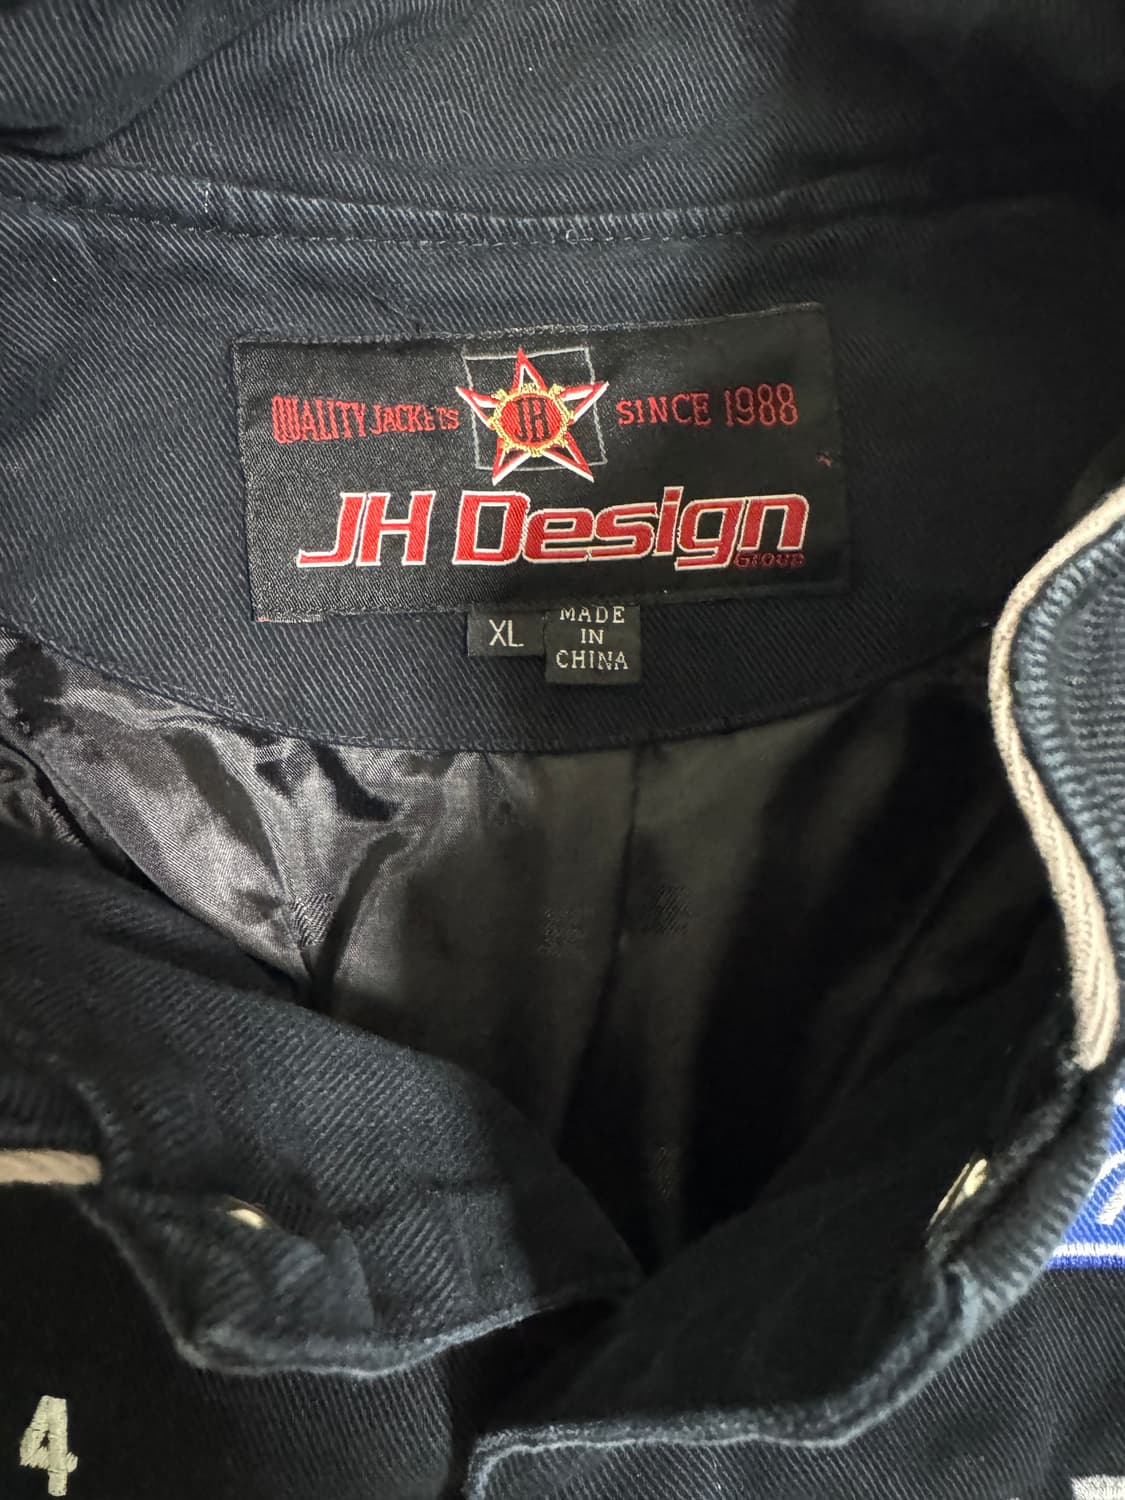 QUALITY JACKETS
JH
SINCE 1988
JH Design
GROUP
XL
MADE
IN
CHINA
4